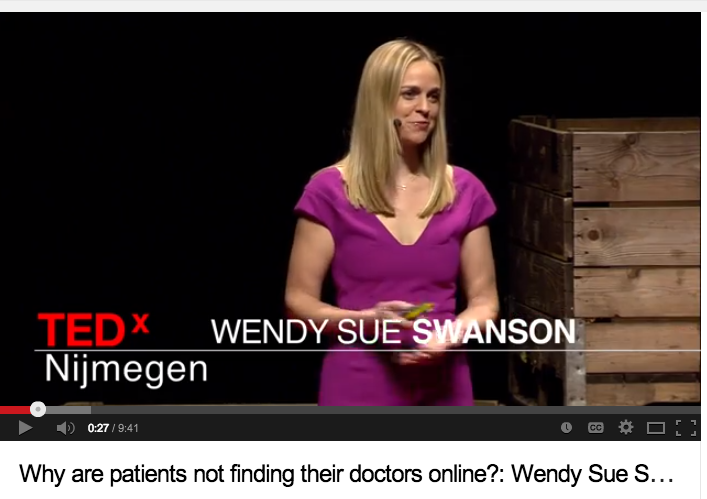 TEDx
WENDY SUE SWANSON
Nijmegen
0:27 / 9:41
CC
Why are patients not finding their doctors online?: Wendy Sue S...